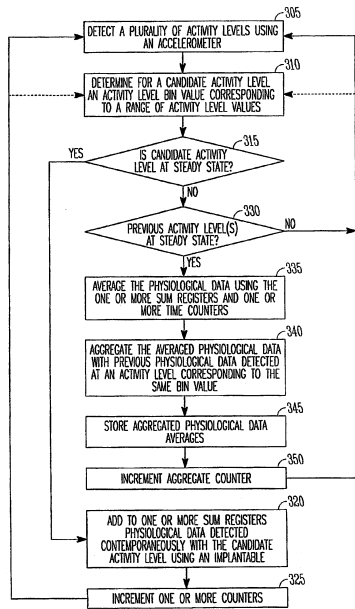 305
DETECT A PLURALITY OF ACTIVITY LEVELS USING
AN ACCELEROMETER
310
DETERMINE FOR A CANDIDATE ACTIVITY LEVEL
AN ACTIVITY LEVEL BIN VALUE CORRESPONDING
TO A RANGE OF ACTIVITY LEVEL VALUES
315
YES
IS CANDIDATE ACTIVITY
LEVEL AT STEADY STATE?
NO
330
PREVIOUS ACTIVITY LEVEL(S)
AT STEADY STATE?
NO
YES
335
AVERAGE THE PHYSIOLOGICAL DATA USING THE
ONE OR MORE SUM REGISTERS AND ONE OR
MORE TIME COUNTERS
340
AGGREGATE THE AVERAGED PHYSIOLOGICAL DATA
WITH PREVIOUS PHYSIOLOGICAL DATA DETECTED
AT AN ACTIVITY LEVEL CORRESPONDING TO THE
SAME BIN VALUE
345
STORE AGGREGATED PHYSIOLOGICAL DATA
AVERAGES
350
INCREMENT AGGREGATE COUNTER
320
ADD TO ONE OR MORE SUM REGISTERS
PHYSIOLOGICAL DATA DETECTED
CONTEMPORANEOUSLY WITH THE CANDIDATE
ACTIVITY LEVEL USING AN IMPLANTABLE
325
INCREMENT ONE OR MORE COUNTERS